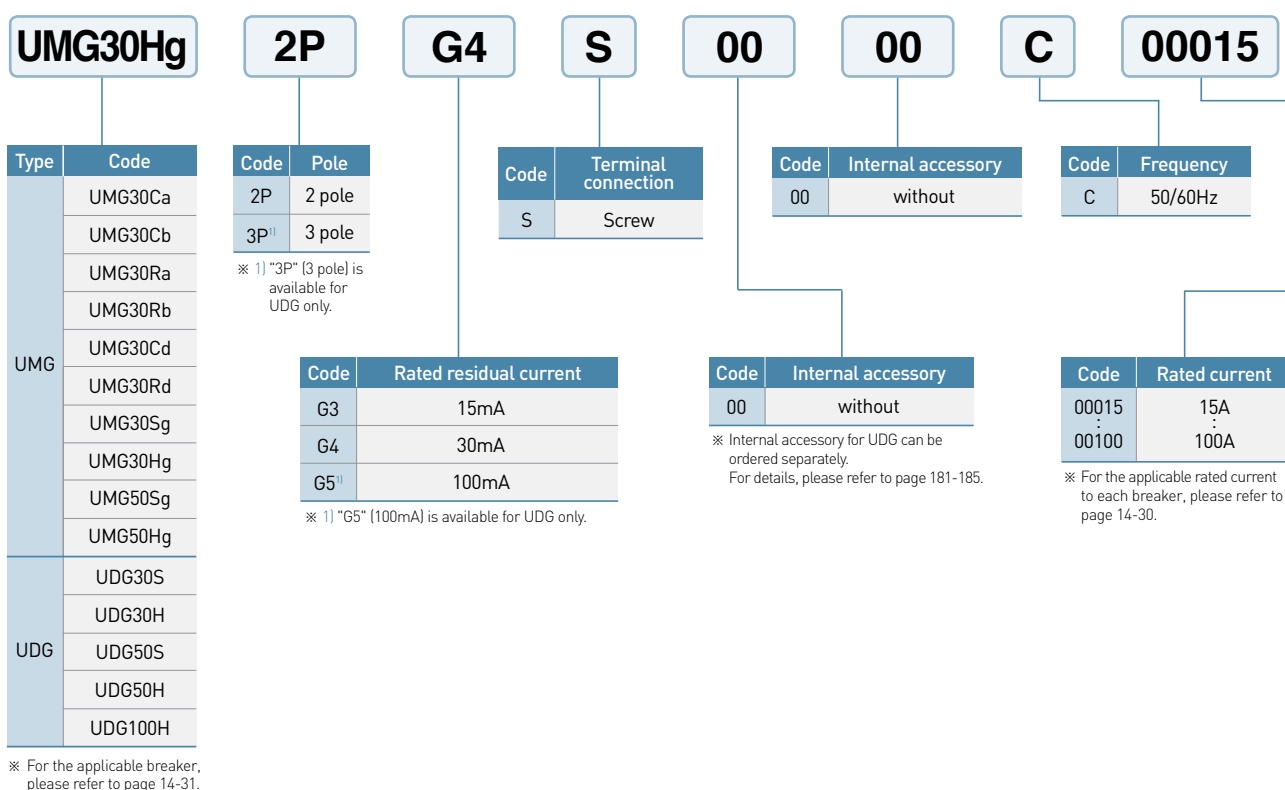 UMG30Hg 2P G4 S 00 00 C 00015
Type Code
UMG
UMG30Ca
UMG30Cb
UMG30Ra
UMG30Rb
UMG30Cd
UMG30Rd
UMG30Sg
UMG30Hg
UMG50Sg
UMG50Hg
UDG
UDG30S
UDG30H
UDG50S
UDG50H
UDG100H
※ For the applicable breaker,
please refer to page 14-31.
Code Pole
2P 2 pole
3P¹⁾ 3 pole
※ 1) "3P" (3 pole) is
available for
UDG only.
Code Rated residual current
G3 15mA
G4 30mA
G5¹⁾ 100mA
※ 1) "G5" (100mA) is available for UDG only.
Code Terminal
connection
S Screw
Code Internal accessory
00 without
※ Internal accessory for UDG can be
ordered separately.
For details, please refer to page 181-185.
Code Internal accessory
00 without
Code Frequency
C 50/60Hz
Code Rated current
00015 15A
: :
00100 100A
※ For the applicable rated current
to each breaker, please refer to
page 14-30.